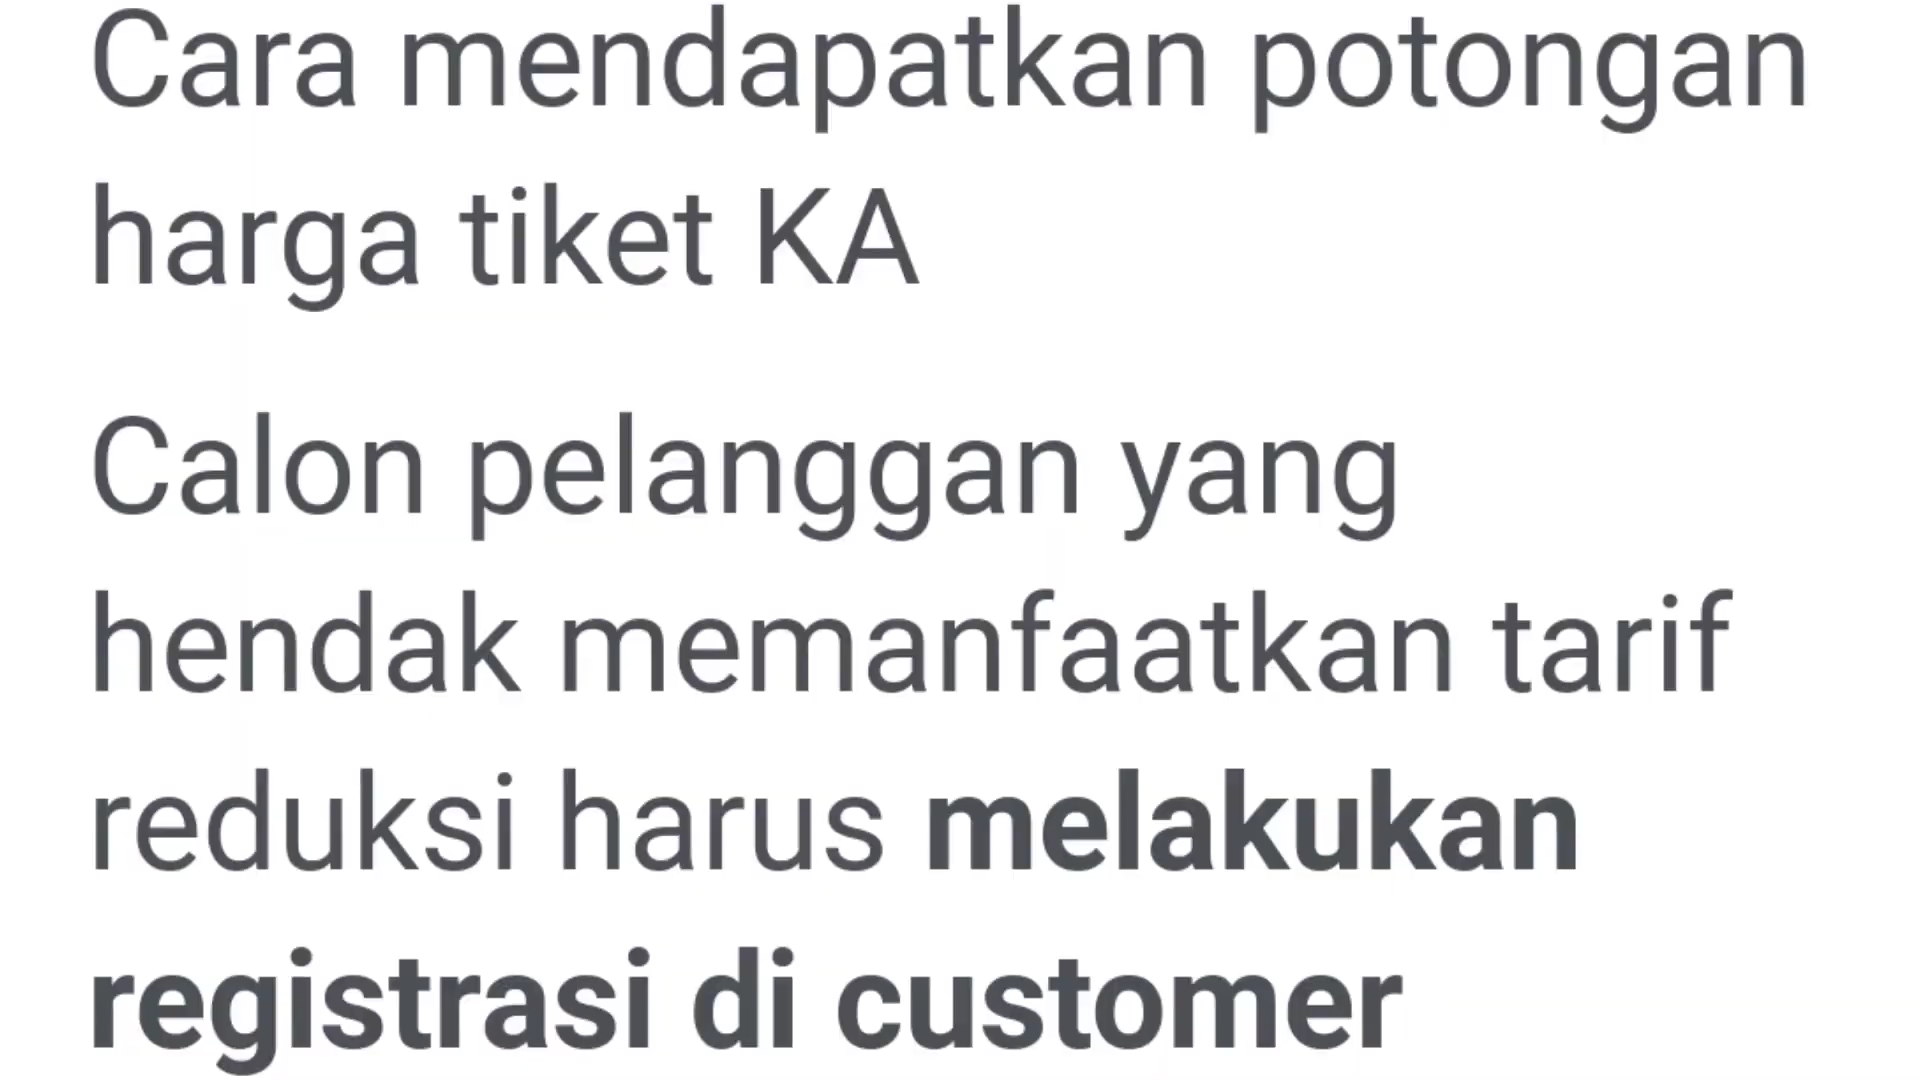 Cara mendapatkan potongan
harga tiket KA
Calon pelanggan yang
hendak memanfaatkan tarif
reduksi harus melakukan
registrasi di customer